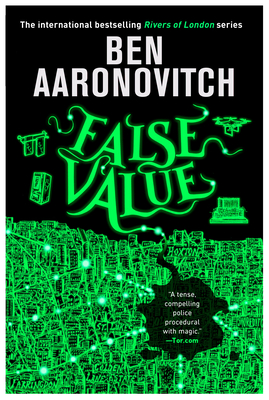 The international bestselling Rivers of London series
BEN
AARONOVITCH
FALSE
VALUE
HOXTON
"A tense,
compelling
police
procedural
with magic."
—Tor.com